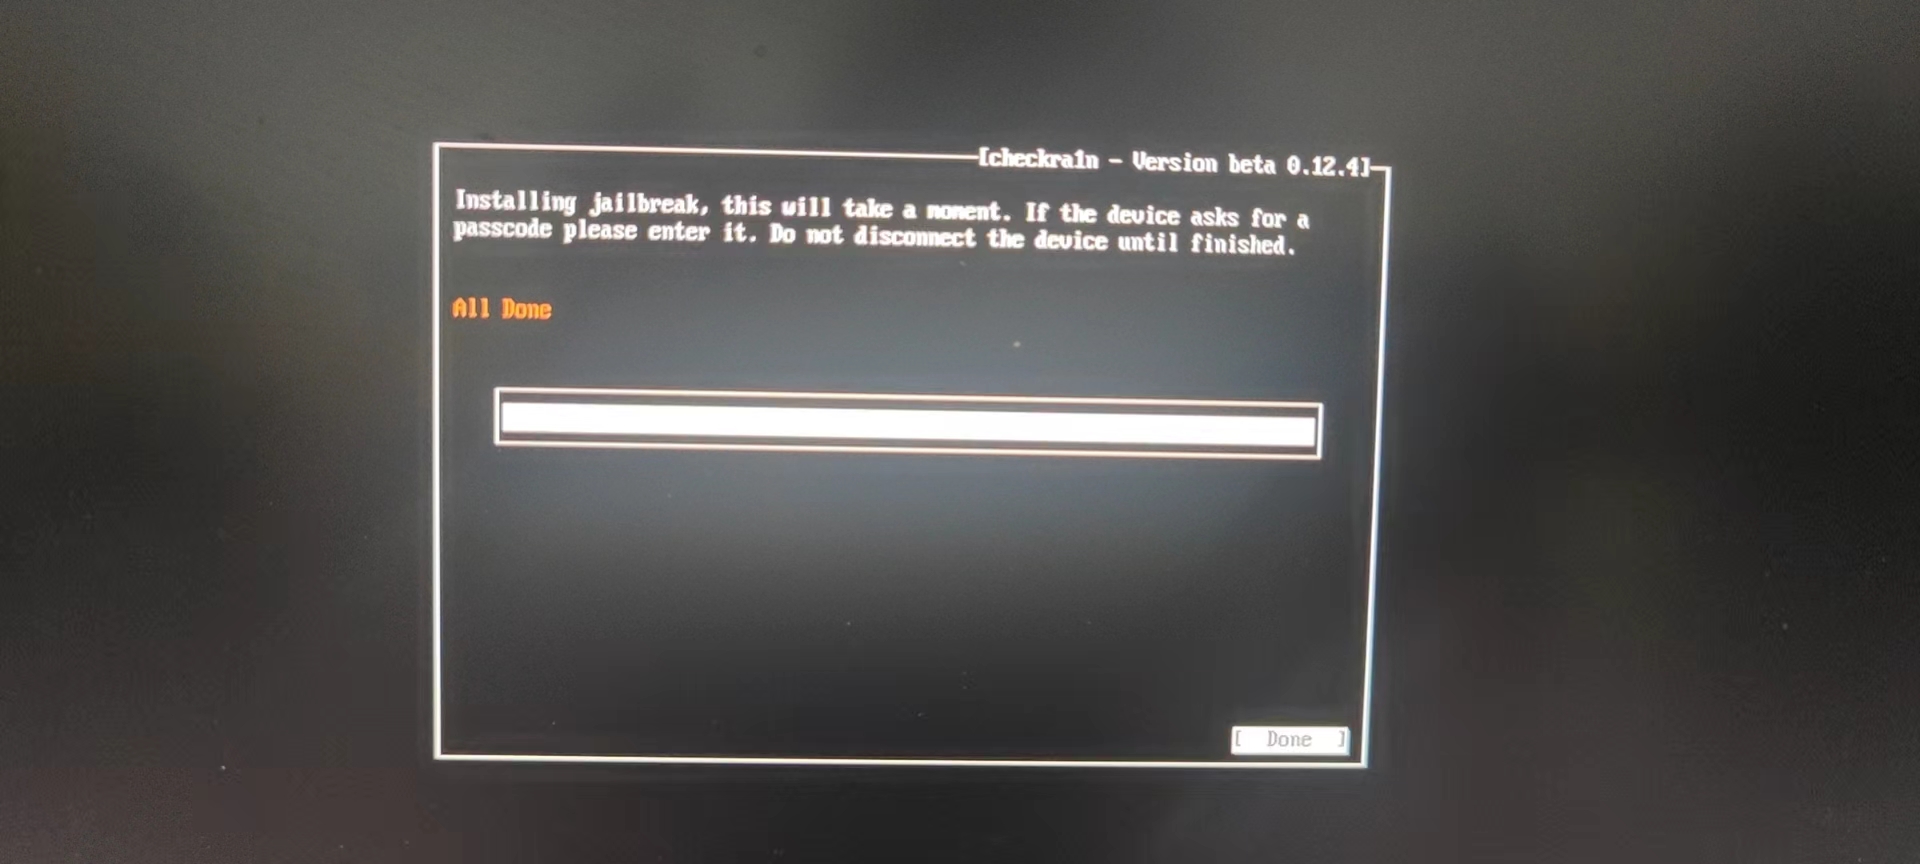 [checkra1n - Version beta 0.12.4]
Installing jailbreak, this will take a moment. If the device asks for a
passcode please enter it. Do not disconnect the device until finished.
All Done
[ Done ]